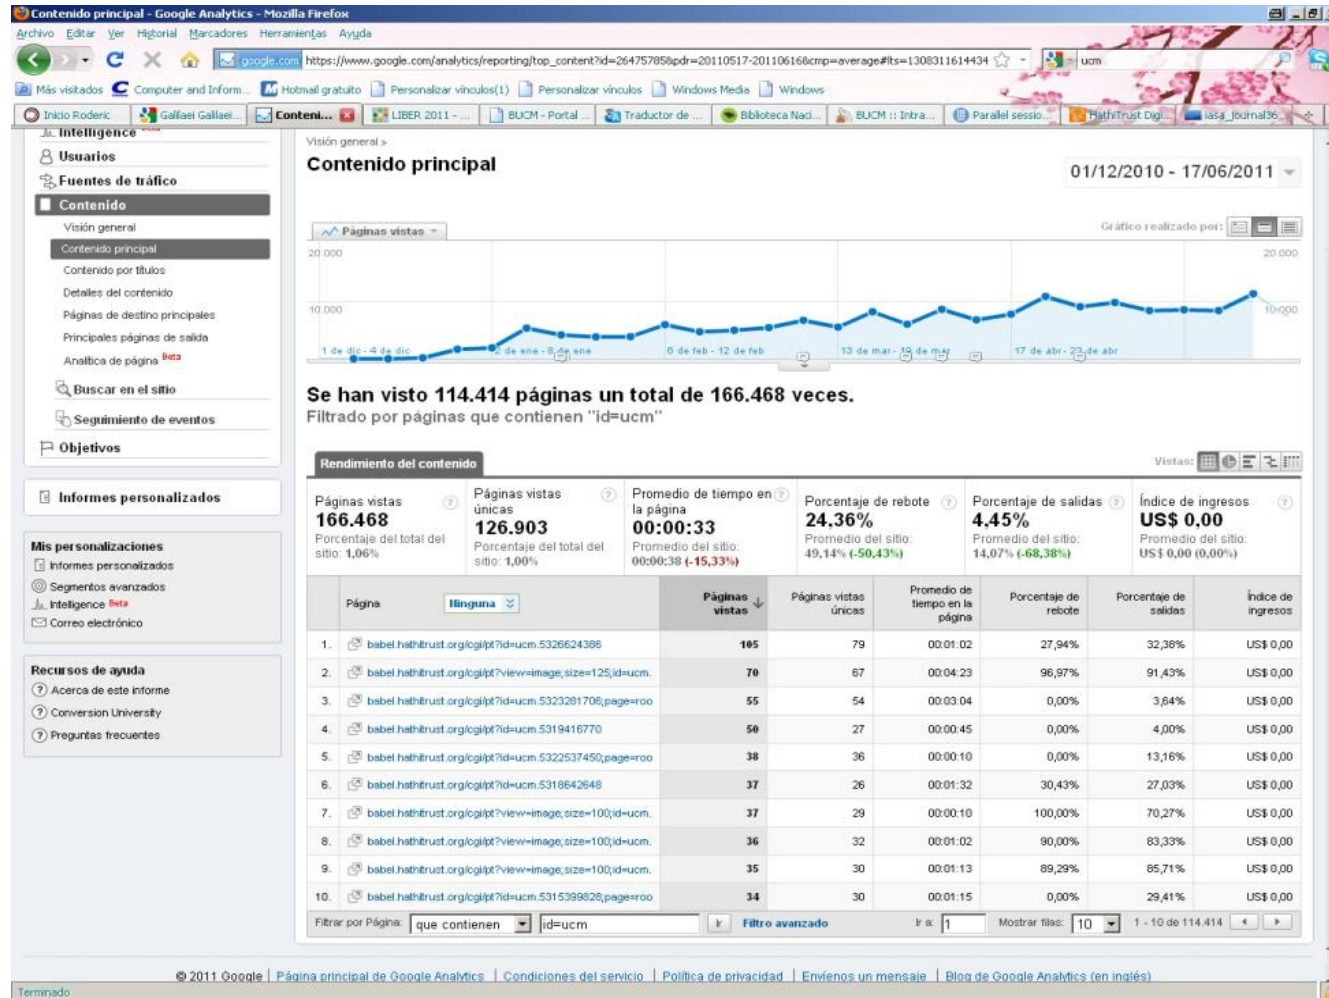 Contenido principal - Google Analytics - Mozilla Firefox
Archivo Editar Ver Historial Marcadores Herramientas Ayuda
google.com https://www.google.com/analytics/reporting/top_content?id=26475785&pdr=20110517-20110616&cmp=average#lts=1308311614434 ucm
Más visitados Computer and Inform... Hotmail gratuito Personalizar vínculos(1) Personalizar vínculos Windows Media Windows
Inicio Roderic Galilaei Galilaei... Conteni... LIBER 2011 - ... BUCM - Portal ... Traductor de ... Biblioteca Naci... BUCM :: Intra... Parallel sessio... HathiTrust Digi... iasa_journal36...
Intelligence Beta
Usuarios
Fuentes de tráfico
Contenido
Visión general
Contenido principal
Contenido por títulos
Detalles del contenido
Páginas de destino principales
Principales páginas de salida
Analítica de página Beta
Buscar en el sitio
Seguimiento de eventos
Objetivos
Informes personalizados
Mis personalizaciones
Informes personalizados
Segmentos avanzados
Intelligence Beta
Correo electrónico
Recursos de ayuda
Acerca de este informe
Conversion University
Preguntas frecuentes
Visión general »
Contenido principal
01/12/2010 - 17/06/2011
Páginas vistas
Gráfico realizado por:
20.000 20.000
10.000 10.000
1 de dic - 4 de dic 2 de ene - 8 de ene 6 de feb - 12 de feb 13 de mar - 19 de mar 17 de abr - 23 de abr
Se han visto 114.414 páginas un total de 166.468 veces.
Filtrado por páginas que contienen "id=ucm"
Rendimiento del contenido
Vistas:
Páginas vistas
166.468
Porcentaje del total del
sitio: 1,06%
Páginas vistas
únicas
126.903
Porcentaje del total del
sitio: 1,00%
Promedio de tiempo en
la página
00:00:33
Promedio del sitio:
00:00:38 (-15,33%)
Porcentaje de rebote
24,36%
Promedio del sitio:
49,14% (-50,43%)
Porcentaje de salidas
4,45%
Promedio del sitio:
14,07% (-68,38%)
Índice de ingresos
US$ 0,00
Promedio del sitio:
US$ 0,00 (0,00%)
Página Ninguna Páginas vistas Páginas vistas únicas Promedio de tiempo en la página Porcentaje de rebote Porcentaje de salidas Índice de ingresos
1. babel.hathitrust.org/cgi/pt?id=ucm.5326624386 105 79 00:01:02 27,94% 32,38% US$ 0,00
2. babel.hathitrust.org/cgi/pt?view=image;size=125;id=ucm. 70 67 00:04:23 96,97% 91,43% US$ 0,00
3. babel.hathitrust.org/cgi/pt?id=ucm.5323281706;page=roo 55 54 00:03:04 0,00% 3,64% US$ 0,00
4. babel.hathitrust.org/cgi/pt?id=ucm.5319416770 50 27 00:00:45 0,00% 4,00% US$ 0,00
5. babel.hathitrust.org/cgi/pt?id=ucm.5322537450;page=roo 38 36 00:00:10 0,00% 13,16% US$ 0,00
6. babel.hathitrust.org/cgi/pt?id=ucm.5318642648 37 26 00:01:32 30,43% 27,03% US$ 0,00
7. babel.hathitrust.org/cgi/pt?view=image;size=100;id=ucm. 37 29 00:00:10 100,00% 70,27% US$ 0,00
8. babel.hathitrust.org/cgi/pt?view=image;size=100;id=ucm. 36 32 00:01:02 90,00% 83,33% US$ 0,00
9. babel.hathitrust.org/cgi/pt?view=image;size=100;id=ucm. 35 30 00:01:13 89,29% 85,71% US$ 0,00
10. babel.hathitrust.org/cgi/pt?id=ucm.5315399828;page=roo 34 30 00:01:15 0,00% 29,41% US$ 0,00
Filtrar por Página: que contienen id=ucm Ir Filtro avanzado Ir a: 1 Mostrar filas: 10 1 - 10 de 114.414
© 2011 Google | Página principal de Google Analytics | Condiciones del servicio | Política de privacidad | Envíenos un mensaje | Blog de Google Analytics (en inglés)
Terminado